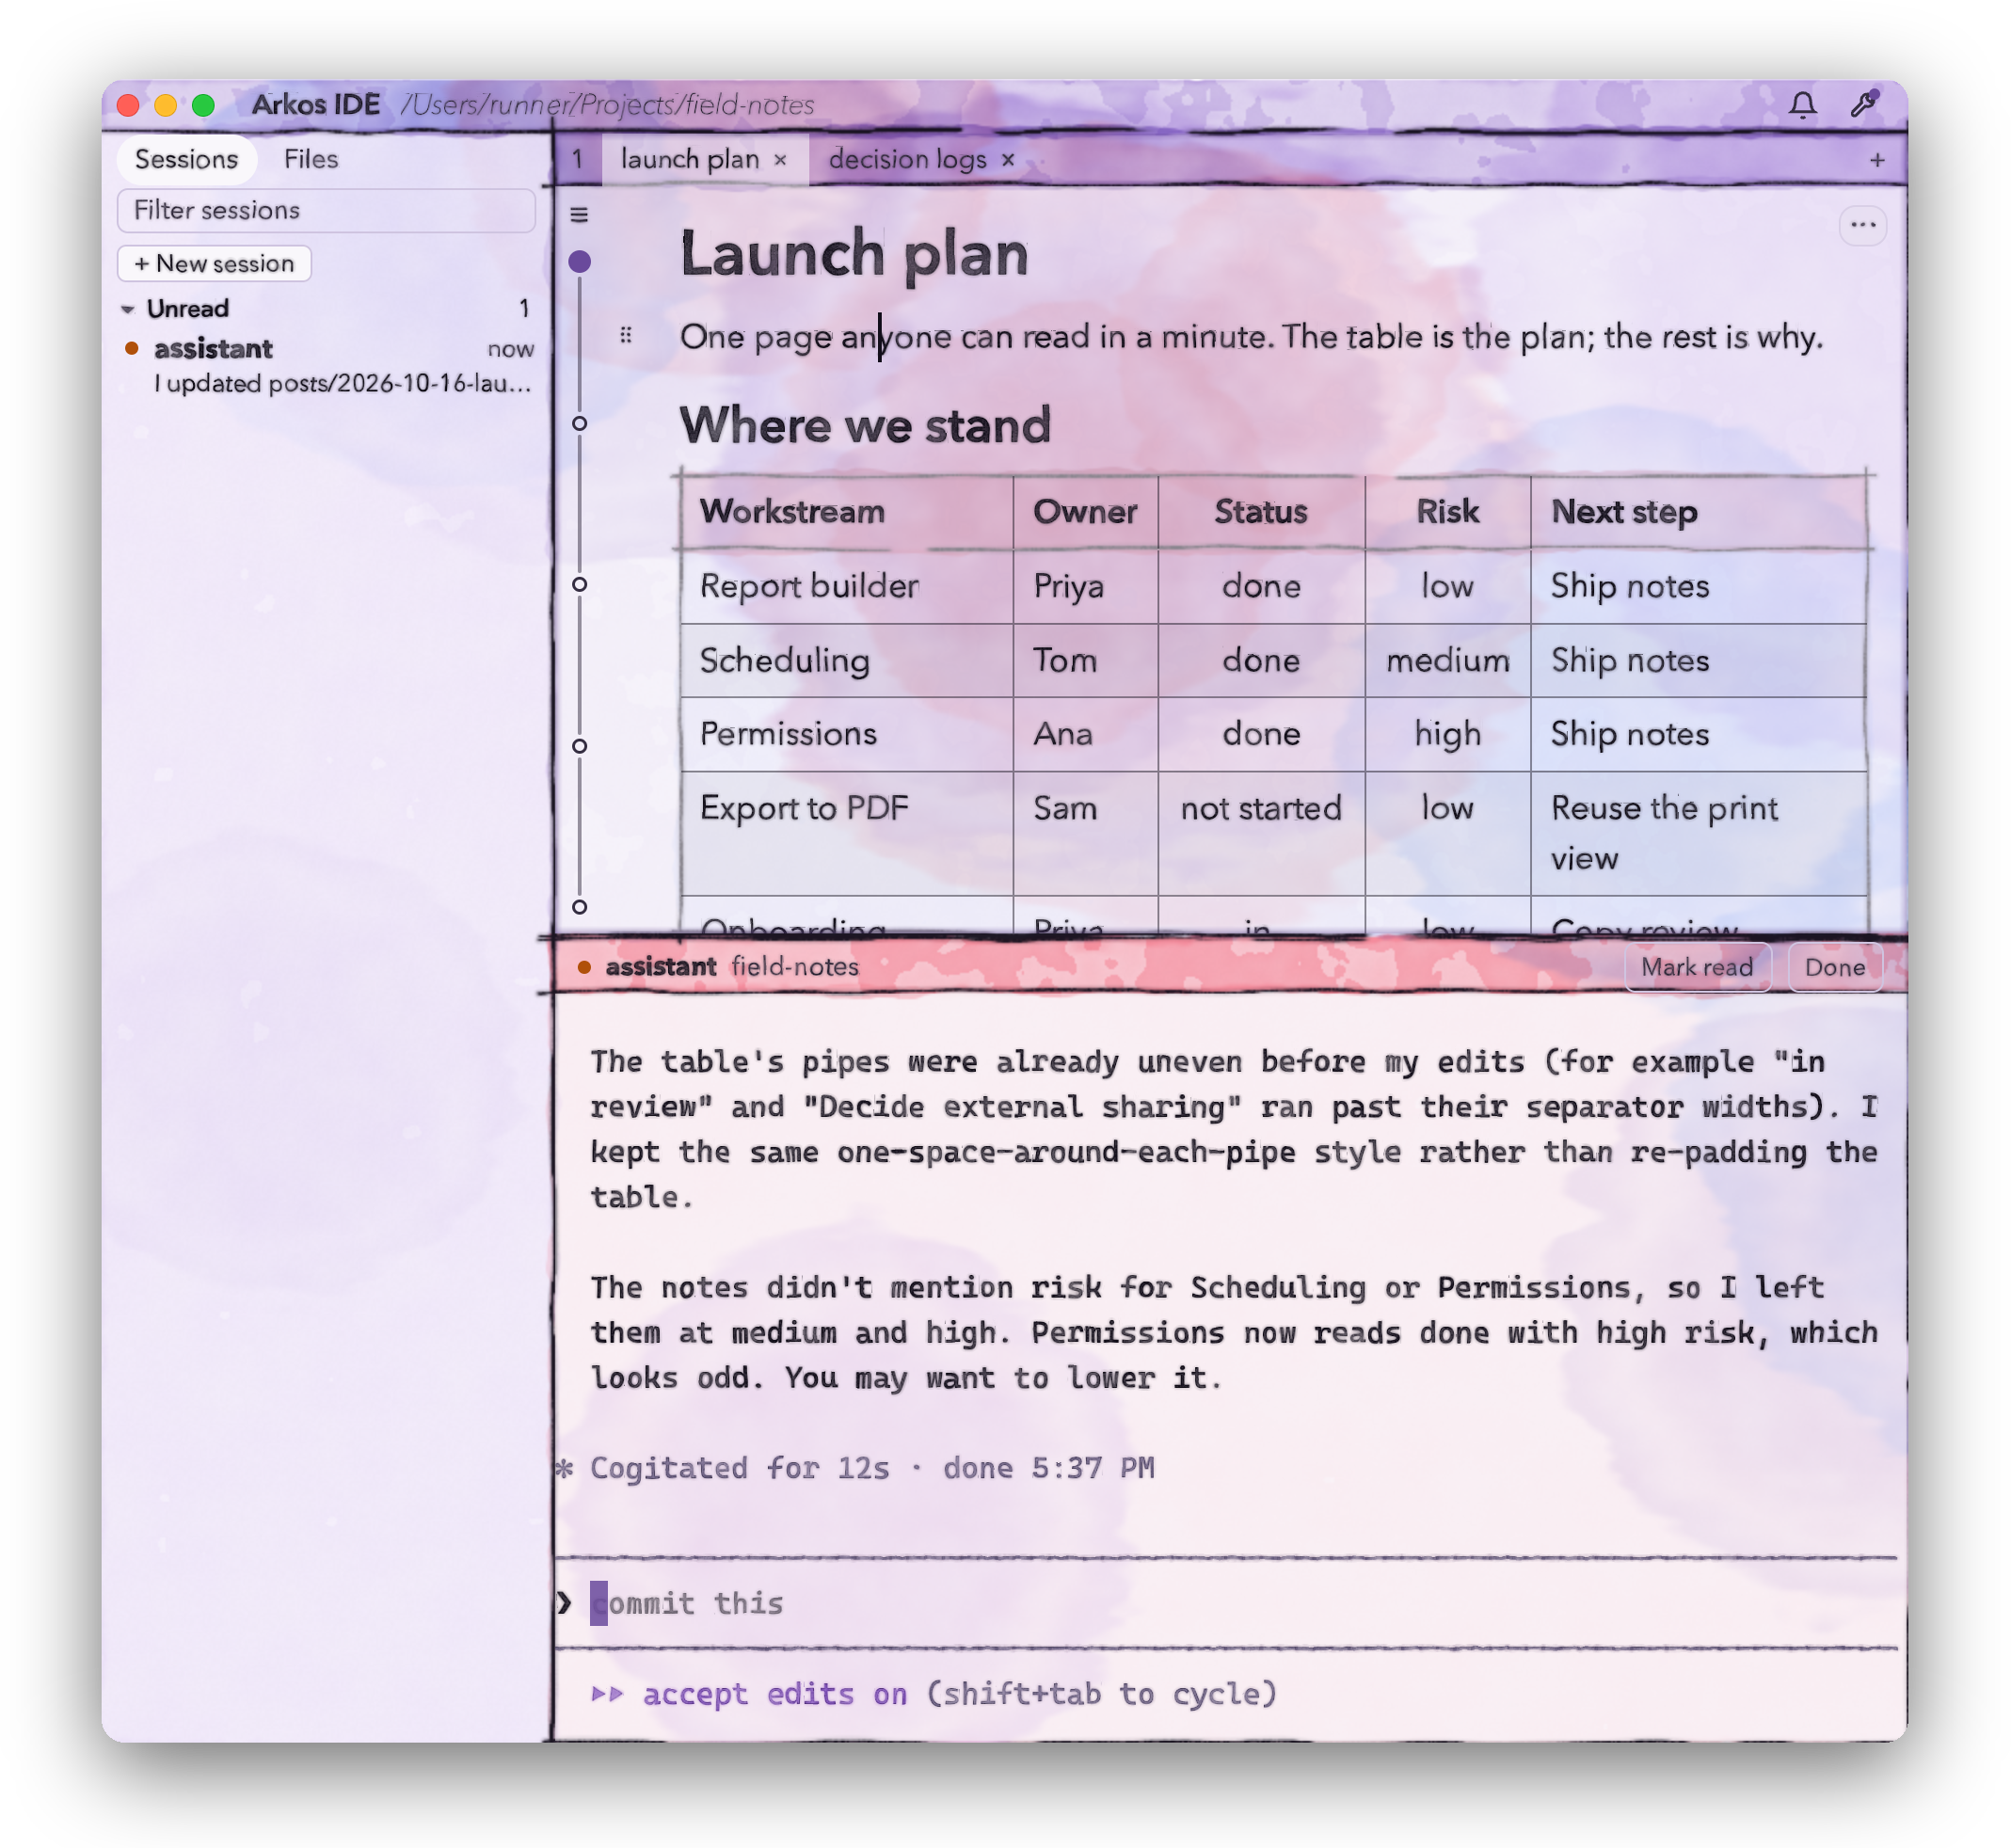 Arkos IDE /Users/runner/Projects/field-notes
Sessions Files
Filter sessions
+ New session
Unread 1
assistant now
I updated posts/2026-10-16-lau…
1 launch plan × decision logs × +
Launch plan
One page anyone can read in a minute. The table is the plan; the rest is why.
Where we stand
Workstream Owner Status Risk Next step
Report builder Priya done low Ship notes
Scheduling Tom done medium Ship notes
Permissions Ana done high Ship notes
Export to PDF Sam not started low Reuse the print
view
Onboarding Priya in low Copy review
assistant field-notes Mark read Done
The table's pipes were already uneven before my edits (for example "in
review" and "Decide external sharing" ran past their separator widths). I
kept the same one-space-around-each-pipe style rather than re-padding the
table.
The notes didn't mention risk for Scheduling or Permissions, so I left
them at medium and high. Permissions now reads done with high risk, which
looks odd. You may want to lower it.
✻ Cogitated for 12s · done 5:37 PM
❯ commit this
▸▸ accept edits on (shift+tab to cycle)